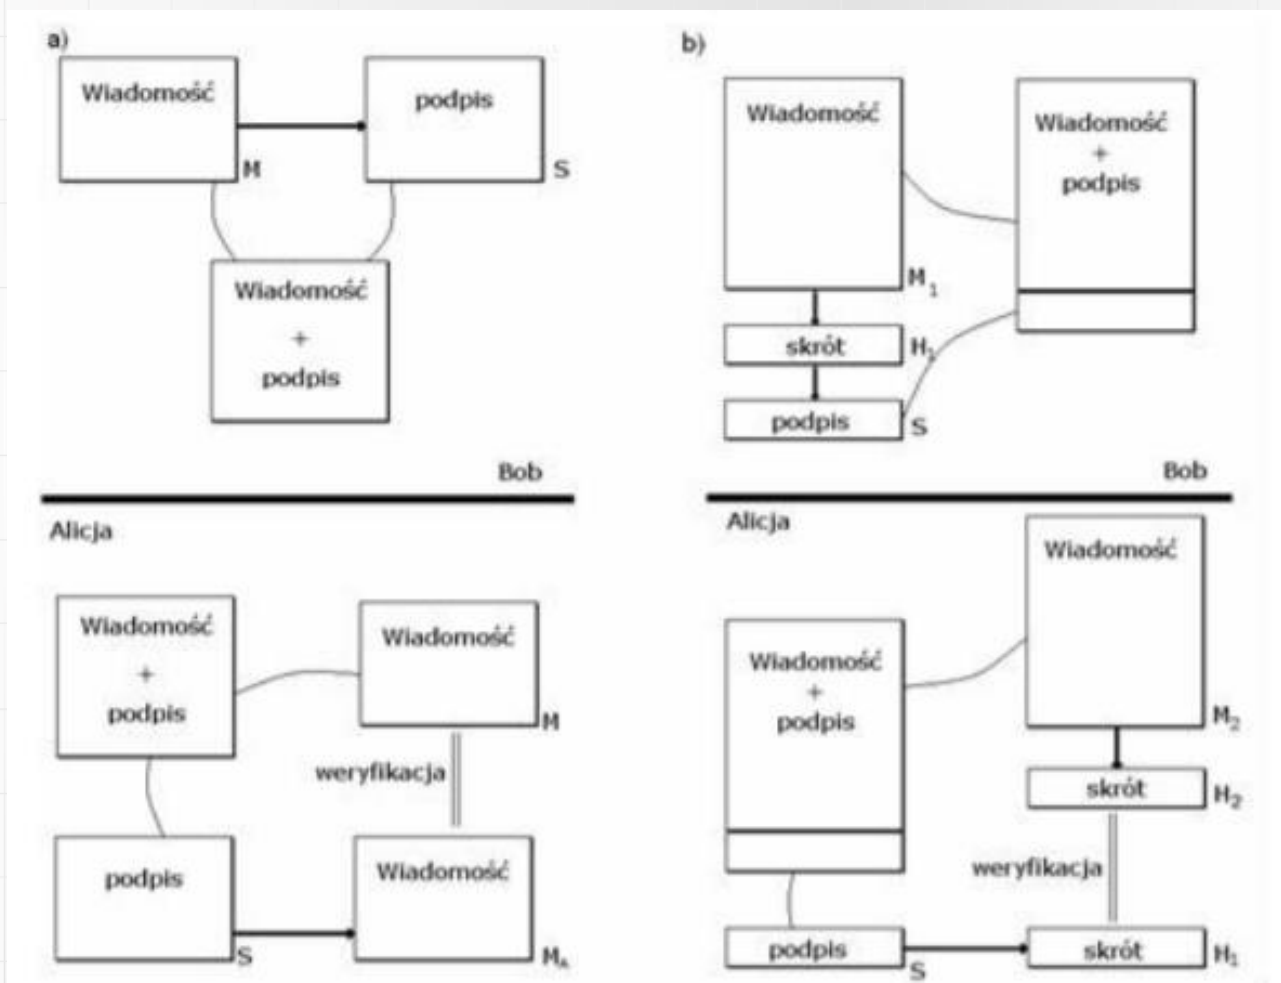 a)
Wiadomość
M
podpis
S
Wiadomość
+
podpis
Bob
Alicja
Wiadomość
+
podpis
Wiadomość
M
weryfikacja
podpis
S
Wiadomość
MA
b)
Wiadomość
M1
skrót
H1
podpis
S
Wiadomość
+
podpis
Bob
Alicja
Wiadomość
M2
Wiadomość
+
podpis
skrót
H2
weryfikacja
podpis
S
skrót
H1